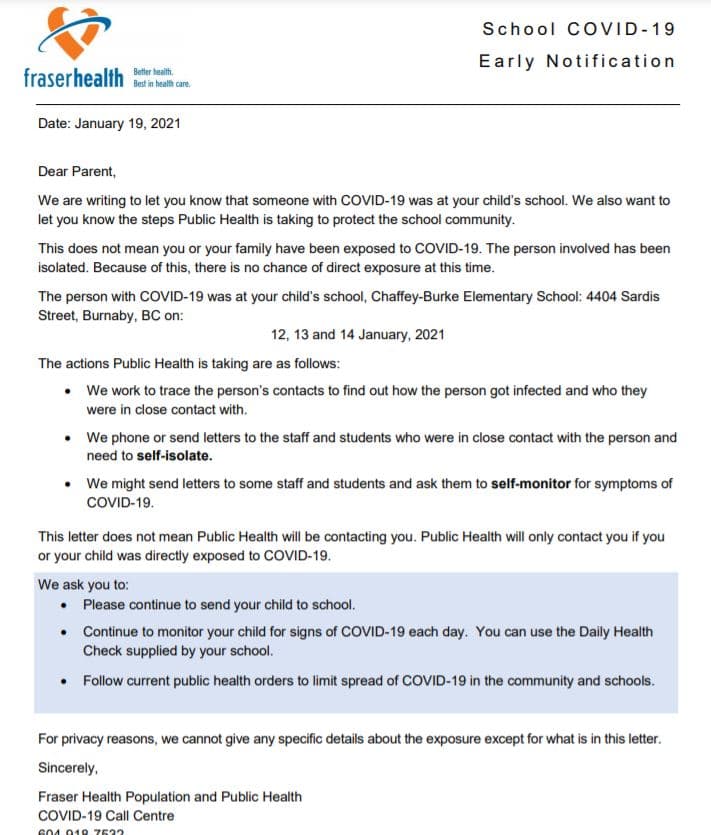 School COVID-19
Early Notification
fraserhealth
Better health.
Best in health care.
Date: January 19, 2021
Dear Parent,
We are writing to let you know that someone with COVID-19 was at your child's school. We also want to
let you know the steps Public Health is taking to protect the school community.
This does not mean you or your family have been exposed to COVID-19. The person involved has been
isolated. Because of this, there is no chance of direct exposure at this time.
The person with COVID-19 was at your child's school, Chaffey-Burke Elementary School: 4404 Sardis
Street, Burnaby, BC on:
12, 13 and 14 January, 2021
The actions Public Health is taking are as follows:
• We work to trace the person's contacts to find out how the person got infected and who they
were in close contact with.
• We phone or send letters to the staff and students who were in close contact with the person and
need to self-isolate.
• We might send letters to some staff and students and ask them to self-monitor for symptoms of
COVID-19.
This letter does not mean Public Health will be contacting you. Public Health will only contact you if you
or your child was directly exposed to COVID-19.
We ask you to:
• Please continue to send your child to school.
• Continue to monitor your child for signs of COVID-19 each day. You can use the Daily Health
Check supplied by your school.
• Follow current public health orders to limit spread of COVID-19 in the community and schools.
For privacy reasons, we cannot give any specific details about the exposure except for what is in this letter.
Sincerely,
Fraser Health Population and Public Health
COVID-19 Call Centre